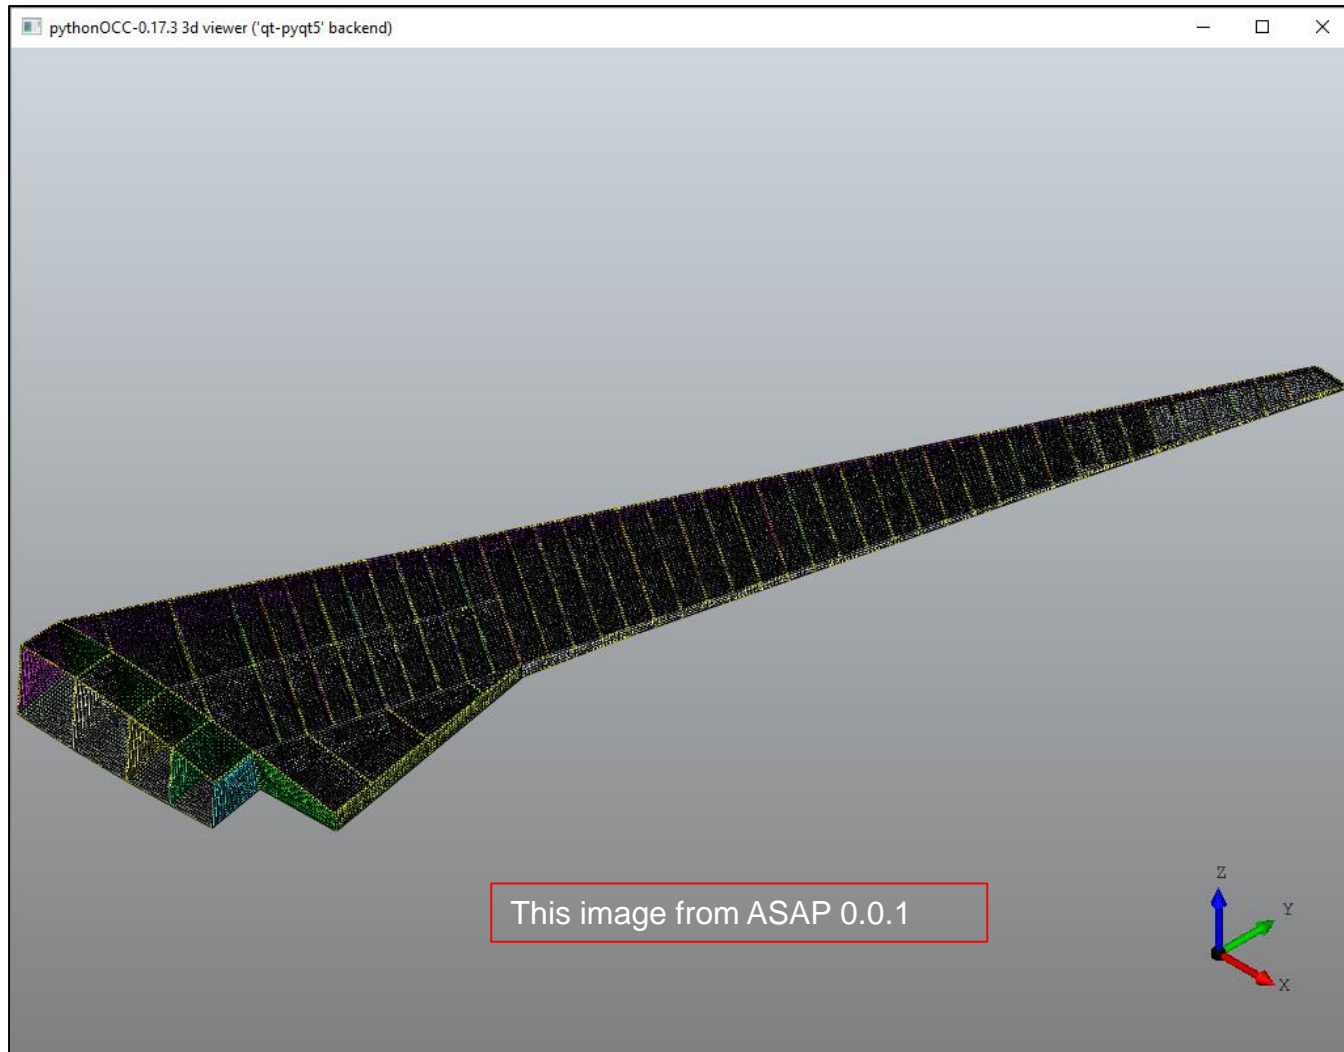 pythonOCC-0.17.3 3d viewer ('qt-pyqt5' backend)
This image from ASAP 0.0.1
Z
Y
X